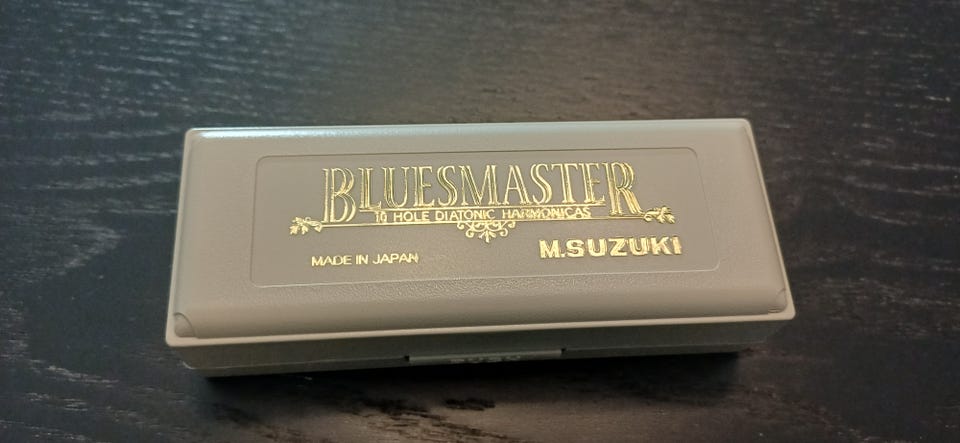 BLUESMASTER
10 HOLE DIATONIC HARMONICAS
MADE IN JAPAN
M.SUZUKI